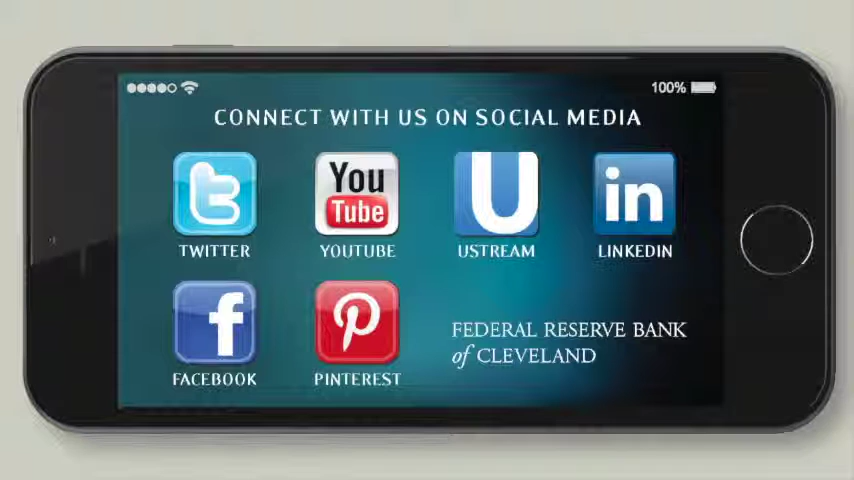 100%
CONNECT WITH US ON SOCIAL MEDIA
You
Tube
in
TWITTER
YOUTUBE
USTREAM
LINKEDIN
FACEBOOK
PINTEREST
FEDERAL RESERVE BANK
of CLEVELAND